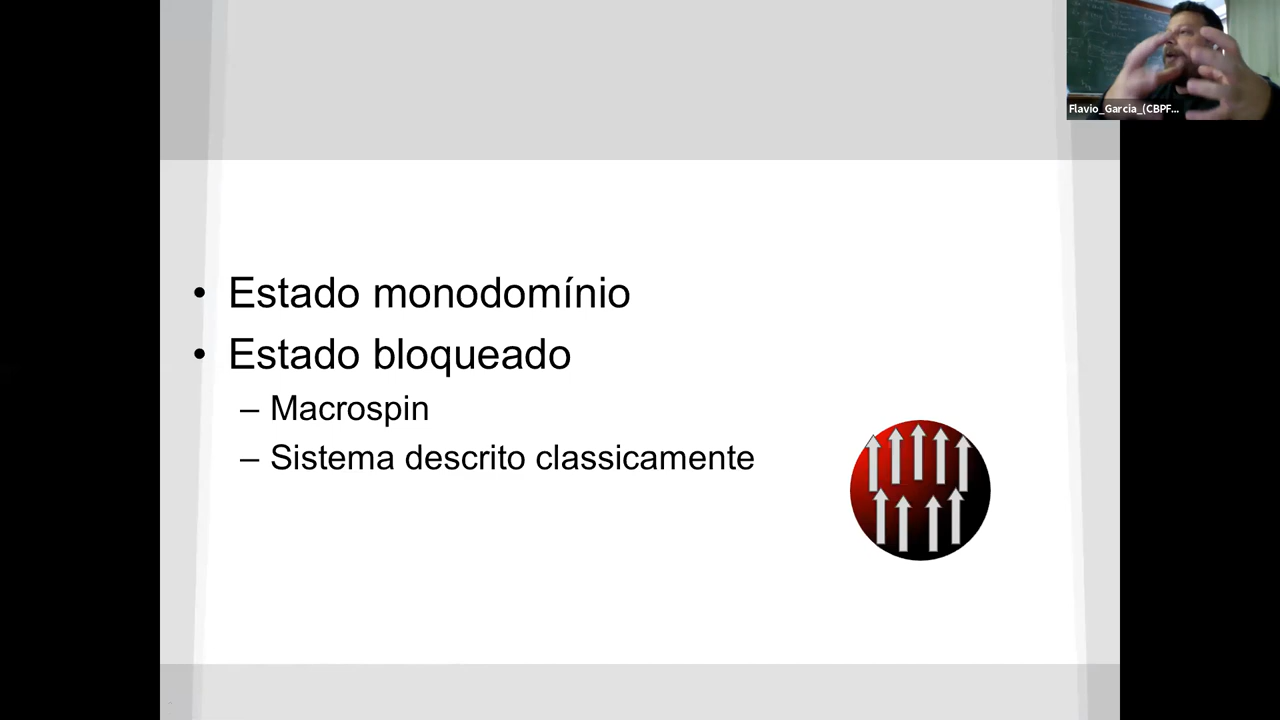 Flavio_Garcia_(CBPF...
• Estado monodomínio
• Estado bloqueado
– Macrospin
– Sistema descrito classicamente